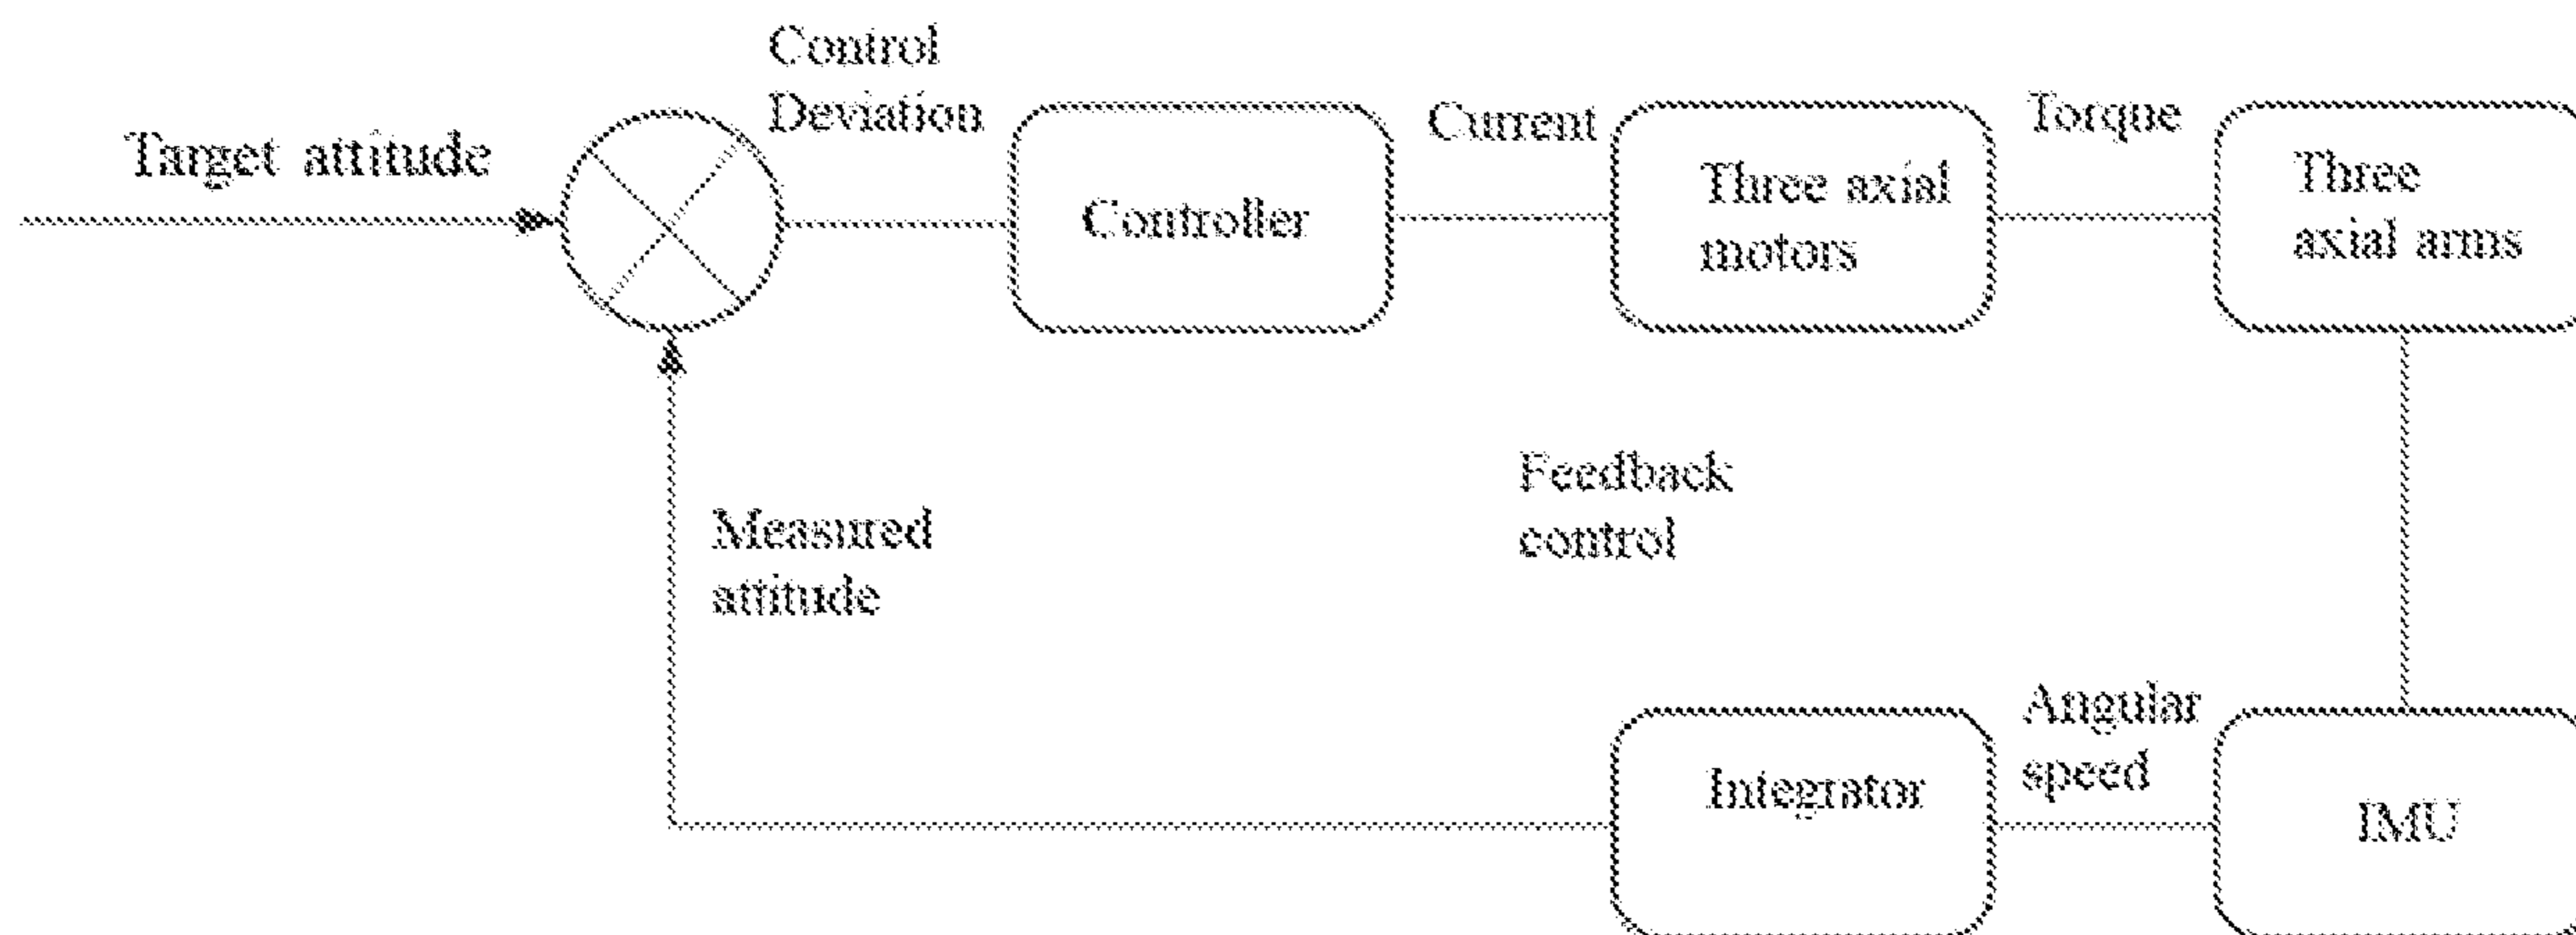 Control
Deviation
Target attitude
Controller
Current
Three axial
motors
Torque
Three
axial arms
Feedback
control
Measured
attitude
Integrator
Angular
speed
IMU